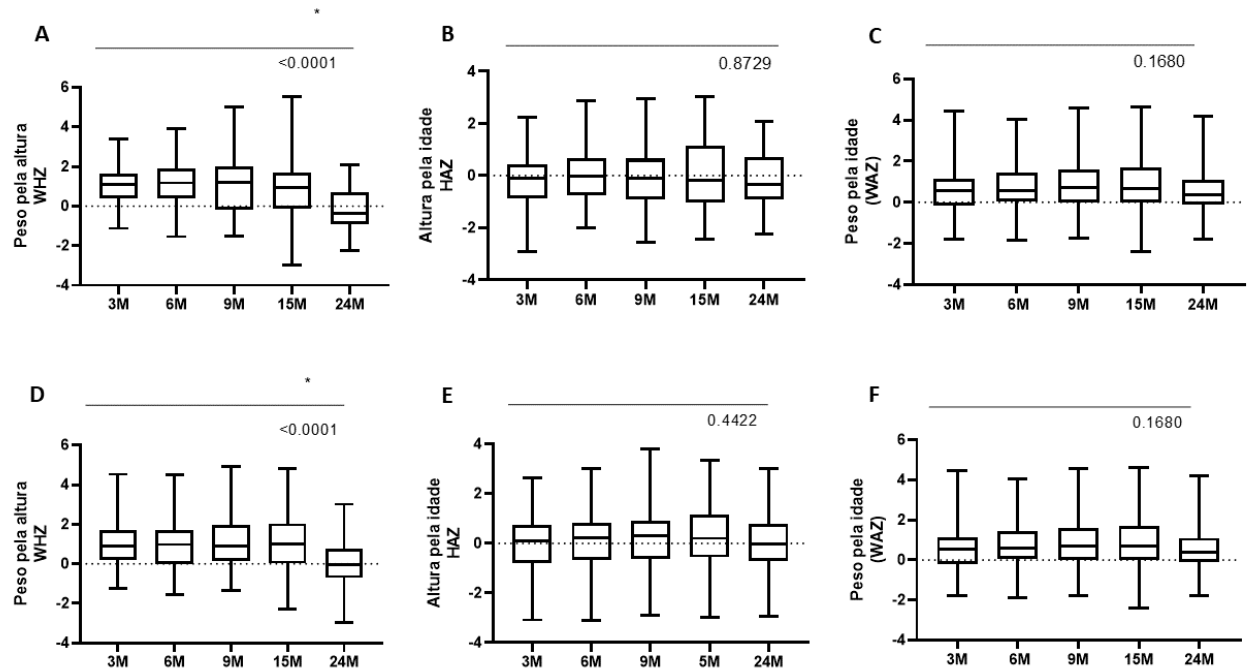 *
A
<0.0001
Peso pela altura
WHZ
6
4
2
0
-2
-4
3M 6M 9M 15M 24M
B
0.8729
Altura pela idade
HAZ
4
2
0
-2
-4
3M 6M 9M 15M 24M
C
0.1680
Peso pela idade
(WAZ)
6
4
2
0
-2
-4
3M 6M 9M 15M 24M
*
D
<0.0001
Peso pela altura
WHZ
6
4
2
0
-2
-4
3M 6M 9M 15M 24M
E
0.4422
Altura pela idade
HAZ
4
2
0
-2
-4
3M 6M 9M 5M 24M
F
0.1680
Peso pela idade
(WAZ)
6
4
2
0
-2
-4
3M 6M 9M 15M 24M